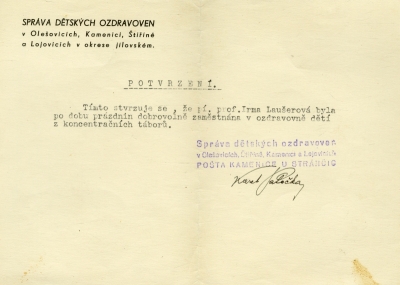 SPRÁVA DĚTSKÝCH OZDRAVOVEN
v Olešovicích, Kamenici, Štiříně
a Lojovicích v okrese jílovském.
POTVRZENÍ.
Tímto stvrzuje se, že pí. prof. Irma Laušerová byla
po dobu prázdnin dobrovolně zaměstnána v ozdravovně dětí
z koncentračních táborů.
Správa dětských ozdravoven
v Olešovicích, Štiříně, Kamenici a Lojovicích
POŠTA KAMENICE U STRANČIC
Karel